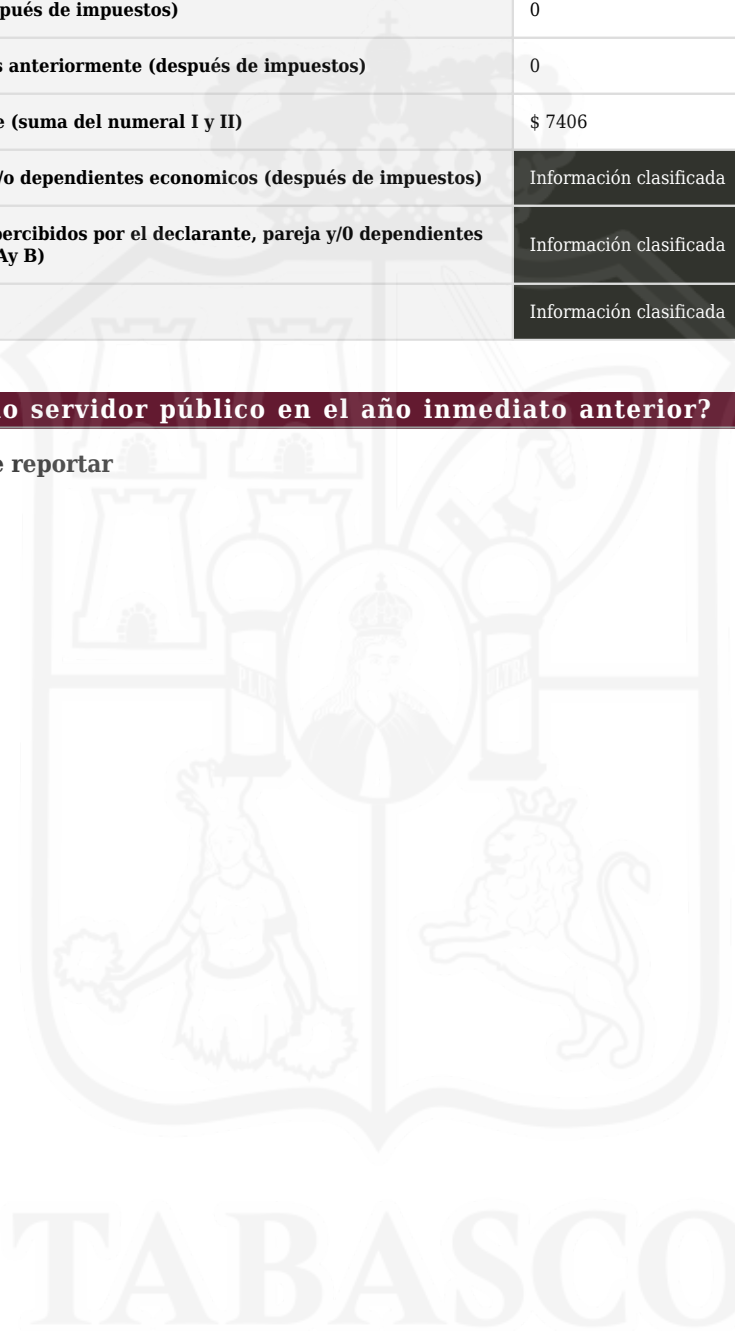 pués de impuestos) 0
s anteriormente (después de impuestos) 0
e (suma del numeral I y II) $ 7406
/o dependientes economicos (después de impuestos) Información clasificada
percibidos por el declarante, pareja y/0 dependientes
Ay B) Información clasificada
Información clasificada
o servidor público en el año inmediato anterior?
e reportar
PLUS ULTRA
TABASCO